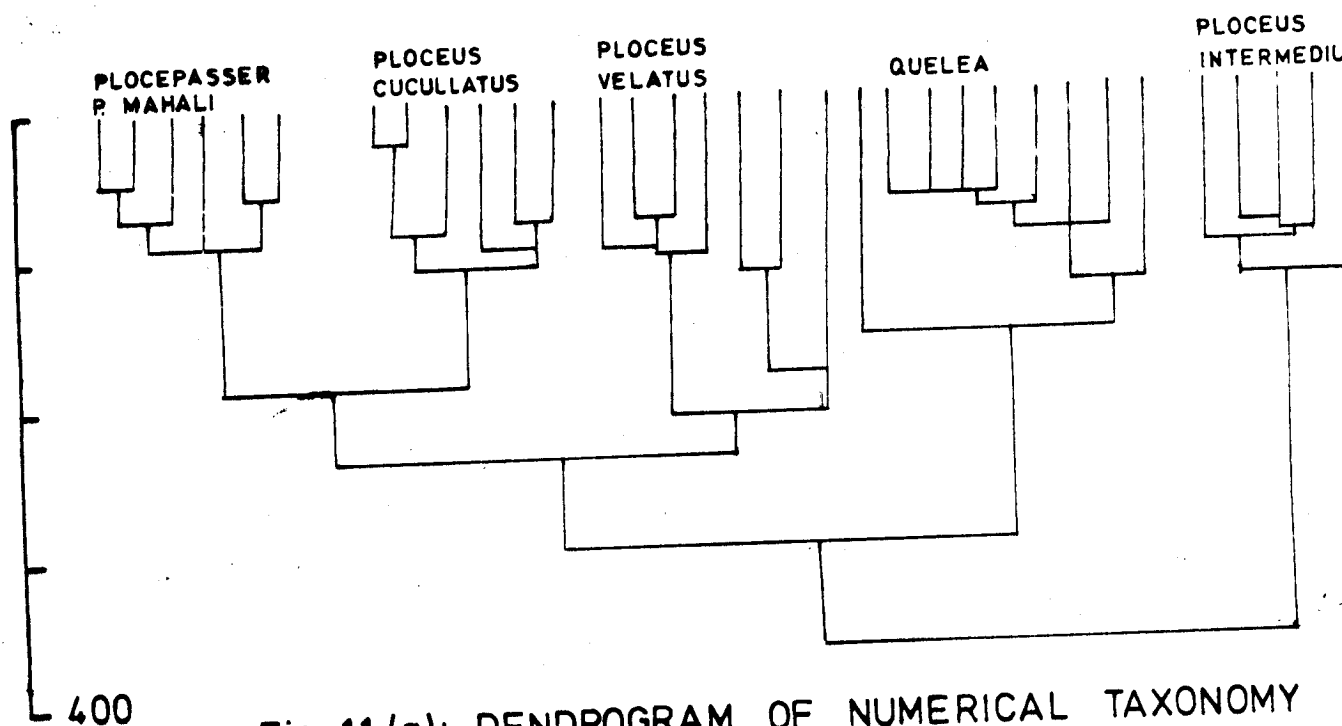 PLOCEPASSER
P. MAHALI
PLOCEUS
CUCULLATUS
PLOCEUS
VELATUS
QUELEA
PLOCEUS
INTERMEDIU
400
Fig. 11(a): DENDROGRAM OF NUMERICAL TAXONOMY